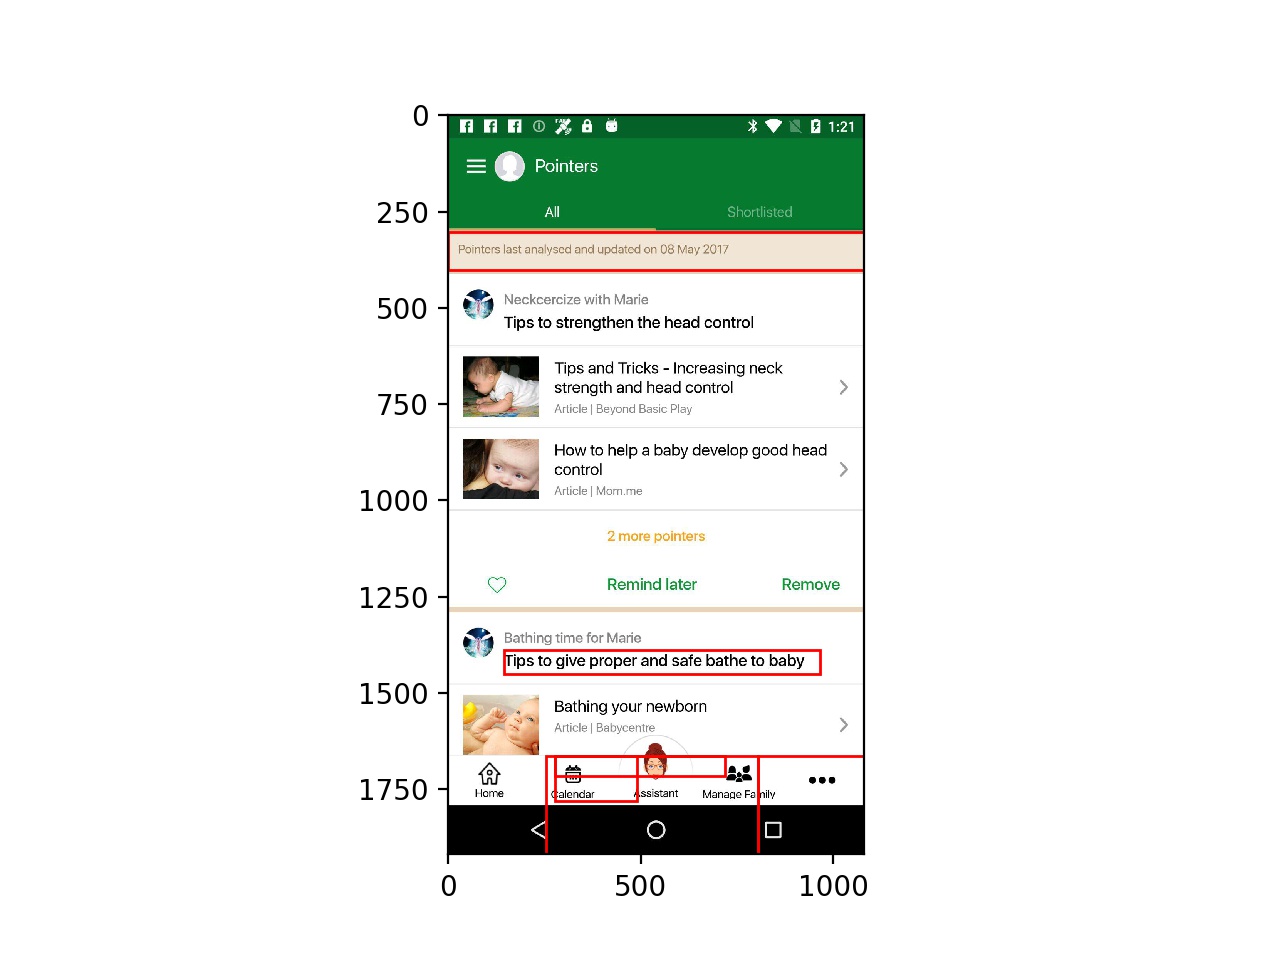 0
250
500
750
1000
1250
1500
1750
0
500
1000
1:21
Pointers
All
Shortlisted
Pointers last analysed and updated on 08 May 2017
Neckcercize with Marie
Tips to strengthen the head control
Tips and Tricks - Increasing neck
strength and head control
Article | Beyond Basic Play
How to help a baby develop good head
control
Article | Mom.me
2 more pointers
Remind later
Remove
Bathing time for Marie
Tips to give proper and safe bathe to baby
Bathing your newborn
Article | Babycentre
Home
Calendar
Assistant
Manage Family